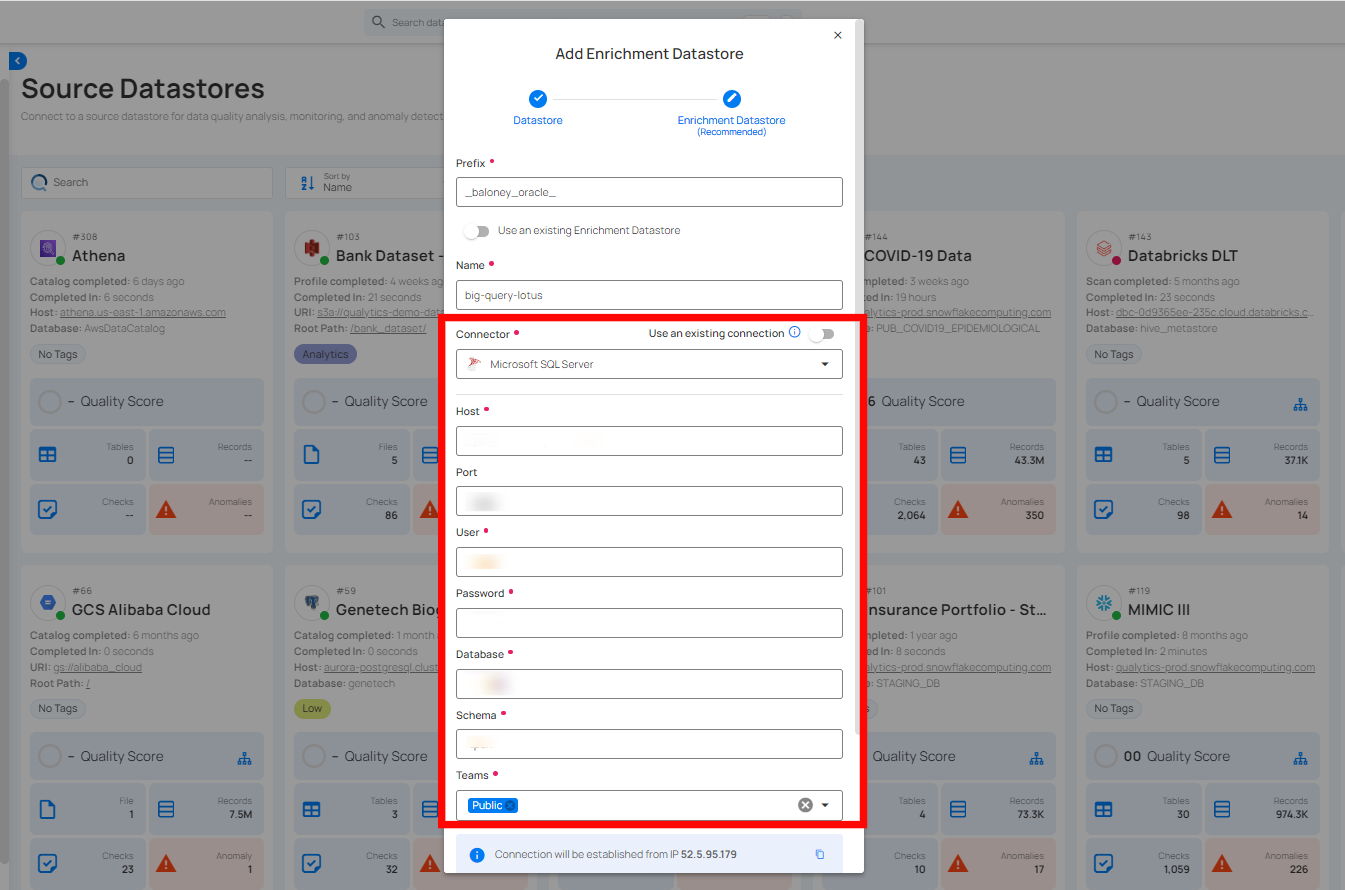 Search data
Add Enrichment Datastore
Source Datastores
Connect to a source datastore for data quality analysis, monitoring, and anomaly detect
Datastore
Enrichment Datastore
(Recommended)
Prefix •
_baloney_oracle_
Use an existing Enrichment Datastore
Name •
big-query-lotus
Connector •
Use an existing connection
Microsoft SQL Server
Host •
Port
User •
Password •
Database •
Schema •
Teams •
Public
Connection will be established from IP 52.5.95.179
Search
Sort by
Name
#308
Athena
Catalog completed: 6 days ago
Completed In: 6 seconds
Host: athena.us-east-1.amazonaws.com
Database: AwsDataCatalog
No Tags
– Quality Score
Tables
0
Records
--
Checks
--
Anomalies
--
#103
Bank Dataset -
Profile completed: 4 weeks ag
Completed In: 21 seconds
URI: s3a://qualytics-demo-dat
Root Path: /bank_dataset/
Analytics
– Quality Score
Files
5
Checks
86
#144
COVID-19 Data
mpleted: 3 weeks ago
In: 19 hours
alytics-prod.snowflakecomputing.com
e: PUB_COVID19_EPIDEMIOLOGICAL
6 Quality Score
Tables
43
Records
43.3M
Checks
2,064
Anomalies
350
#143
Databricks DLT
Scan completed: 5 months ago
Completed In: 23 seconds
Host: dbc-0d9365ee-235c.cloud.databricks.c...
Database: hive_metastore
No Tags
– Quality Score
Tables
5
Records
37.1K
Checks
98
Anomalies
14
#66
GCS Alibaba Cloud
Catalog completed: 6 months ago
Completed In: 0 seconds
URI: gs://alibaba_cloud
Root Path: /
No Tags
– Quality Score
File
1
Records
7.5M
Checks
23
Anomaly
1
#59
Genetech Biog
Catalog completed: 1 month
Completed In: 0 seconds
Host: aurora-postgresql.clust
Database: genetech
Low
– Quality Score
Tables
3
Checks
32
#101
Insurance Portfolio - St...
mpleted: 1 year ago
In: 8 seconds
alytics-prod.snowflakecomputing.com
e: STAGING_DB
s
Quality Score
Tables
4
Records
73.3K
Checks
10
Anomalies
17
#119
MIMIC III
Profile completed: 8 months ago
Completed In: 2 minutes
Host: qualytics-prod.snowflakecomputing.com
Database: STAGING_DB
No Tags
00 Quality Score
Tables
30
Records
974.3K
Checks
1,059
Anomalies
226